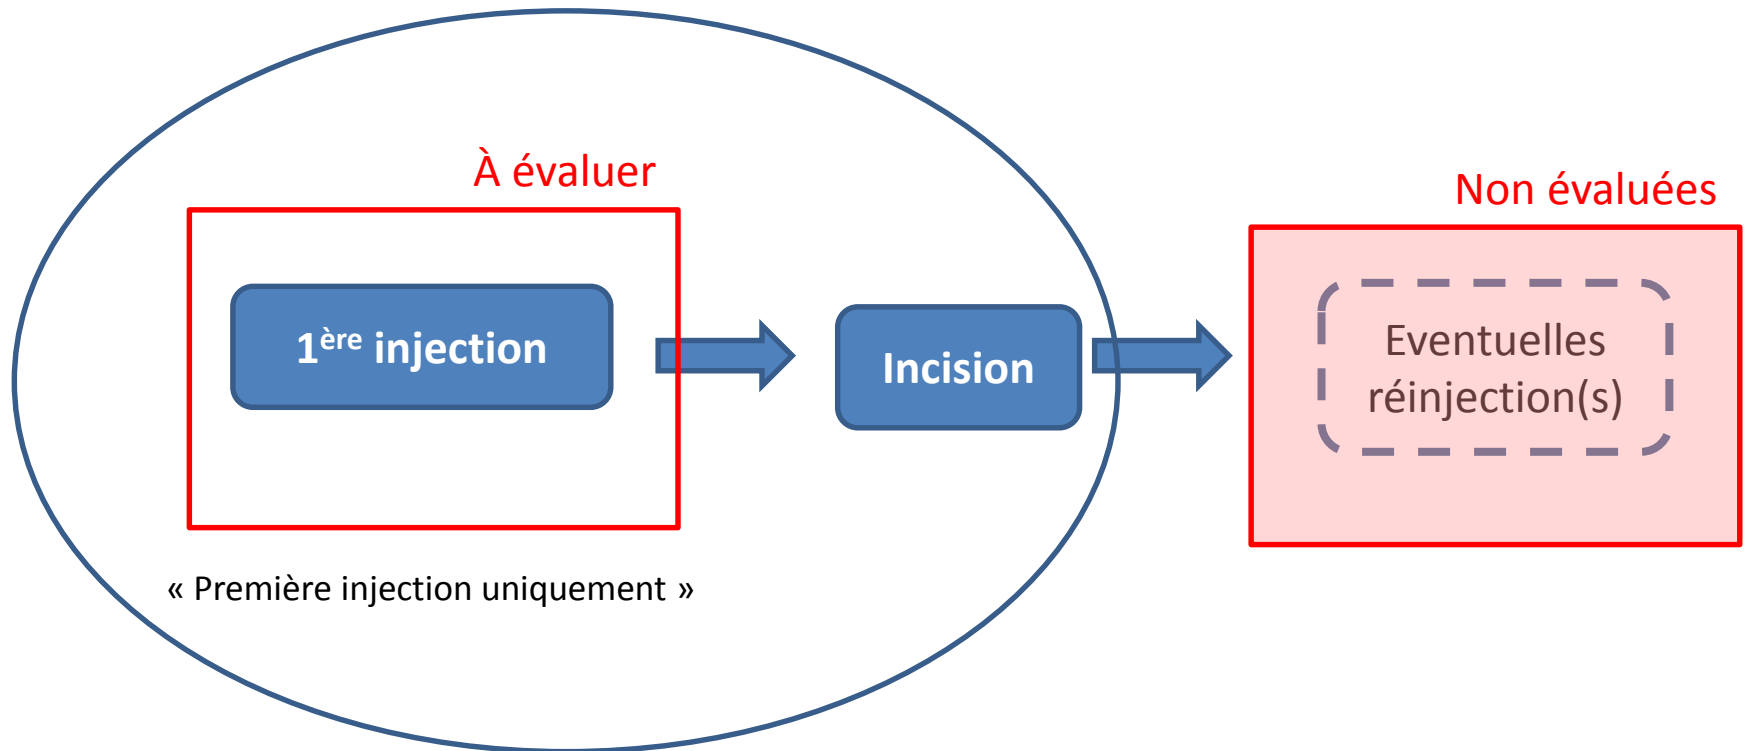 À évaluer
Non évaluées
1ère injection
Incision
Eventuelles
réinjection(s)
« Première injection uniquement »